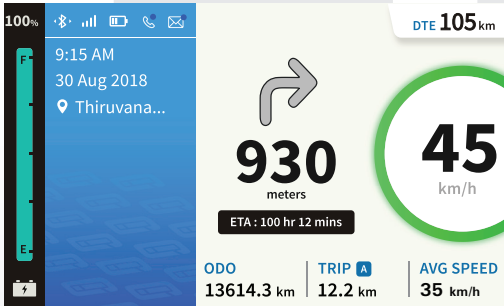 100%
F
E
9:15 AM
30 Aug 2018
Thiruvana...
DTE 105 km
930
meters
ETA : 100 hr 12 mins
45
km/h
ODO
13614.3 km
TRIP A
12.2 km
AVG SPEED
35 km/h